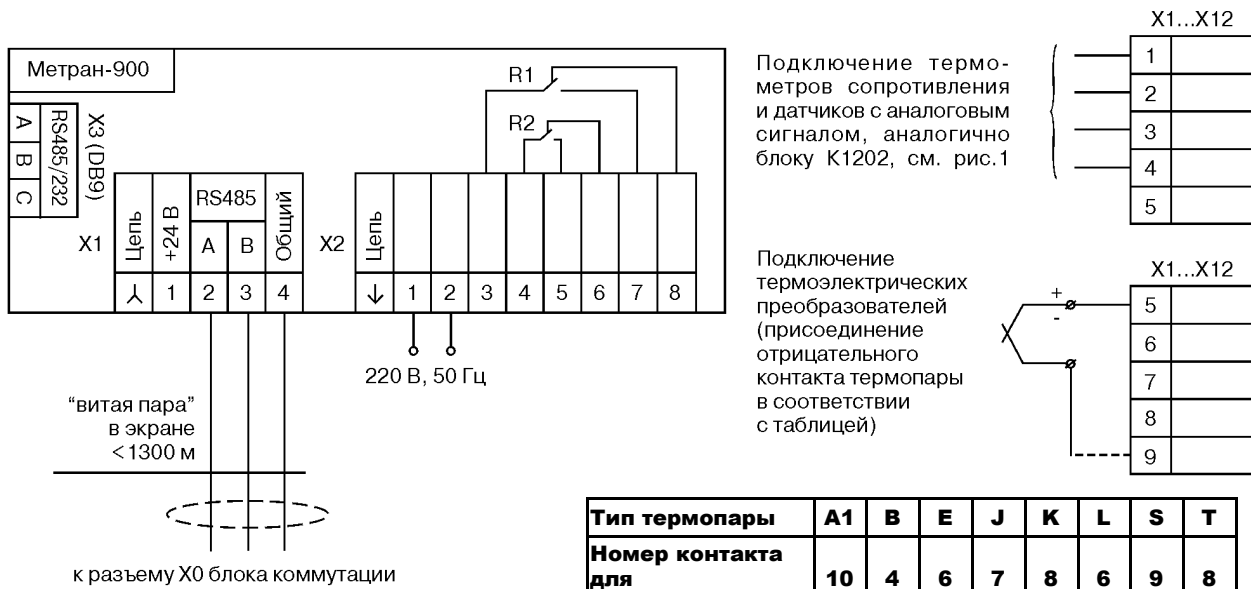 Метран-900
X3 (DB9)
RS485/232
A B C
R1
R2
X1
Цепь
+24 В
RS485
A B
Общий
1 2 3 4
X2
Цепь
1 2 3 4 5 6 7 8
220 В, 50 Гц
“витая пара”
в экране
<1300 м
к разъему X0 блока коммутации
Подключение термо-
метров сопротивления
и датчиков с аналоговым
сигналом, аналогично
блоку К1202, см. рис.1
X1...X12
1
2
3
4
5
Подключение
термоэлектрических
преобразователей
(присоединение
отрицательного
контакта термопары
в соответствии
с таблицей)
+
-
X1...X12
5
6
7
8
9
Тип термопары A1 B E J K L S T
Номер контакта
для 10 4 6 7 8 6 9 8